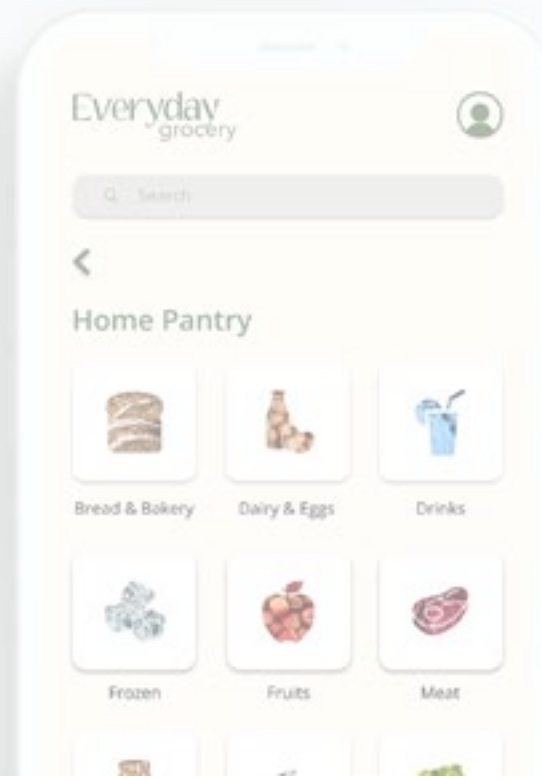 Everyday
grocery
Search
Home Pantry
Bread & Bakery
Dairy & Eggs
Drinks
Frozen
Fruits
Meat